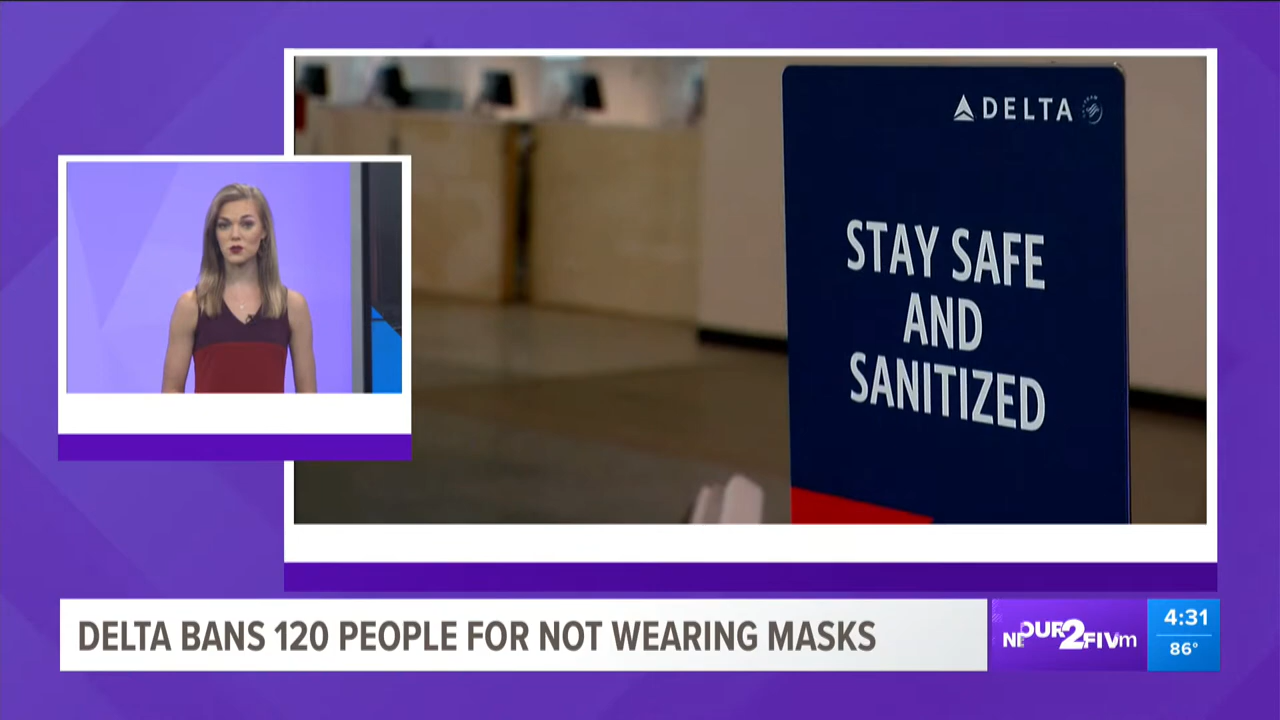 DELTA
STAY SAFE
AND
SANITIZED
DELTA BANS 120 PEOPLE FOR NOT WEARING MASKS
4:31
86°